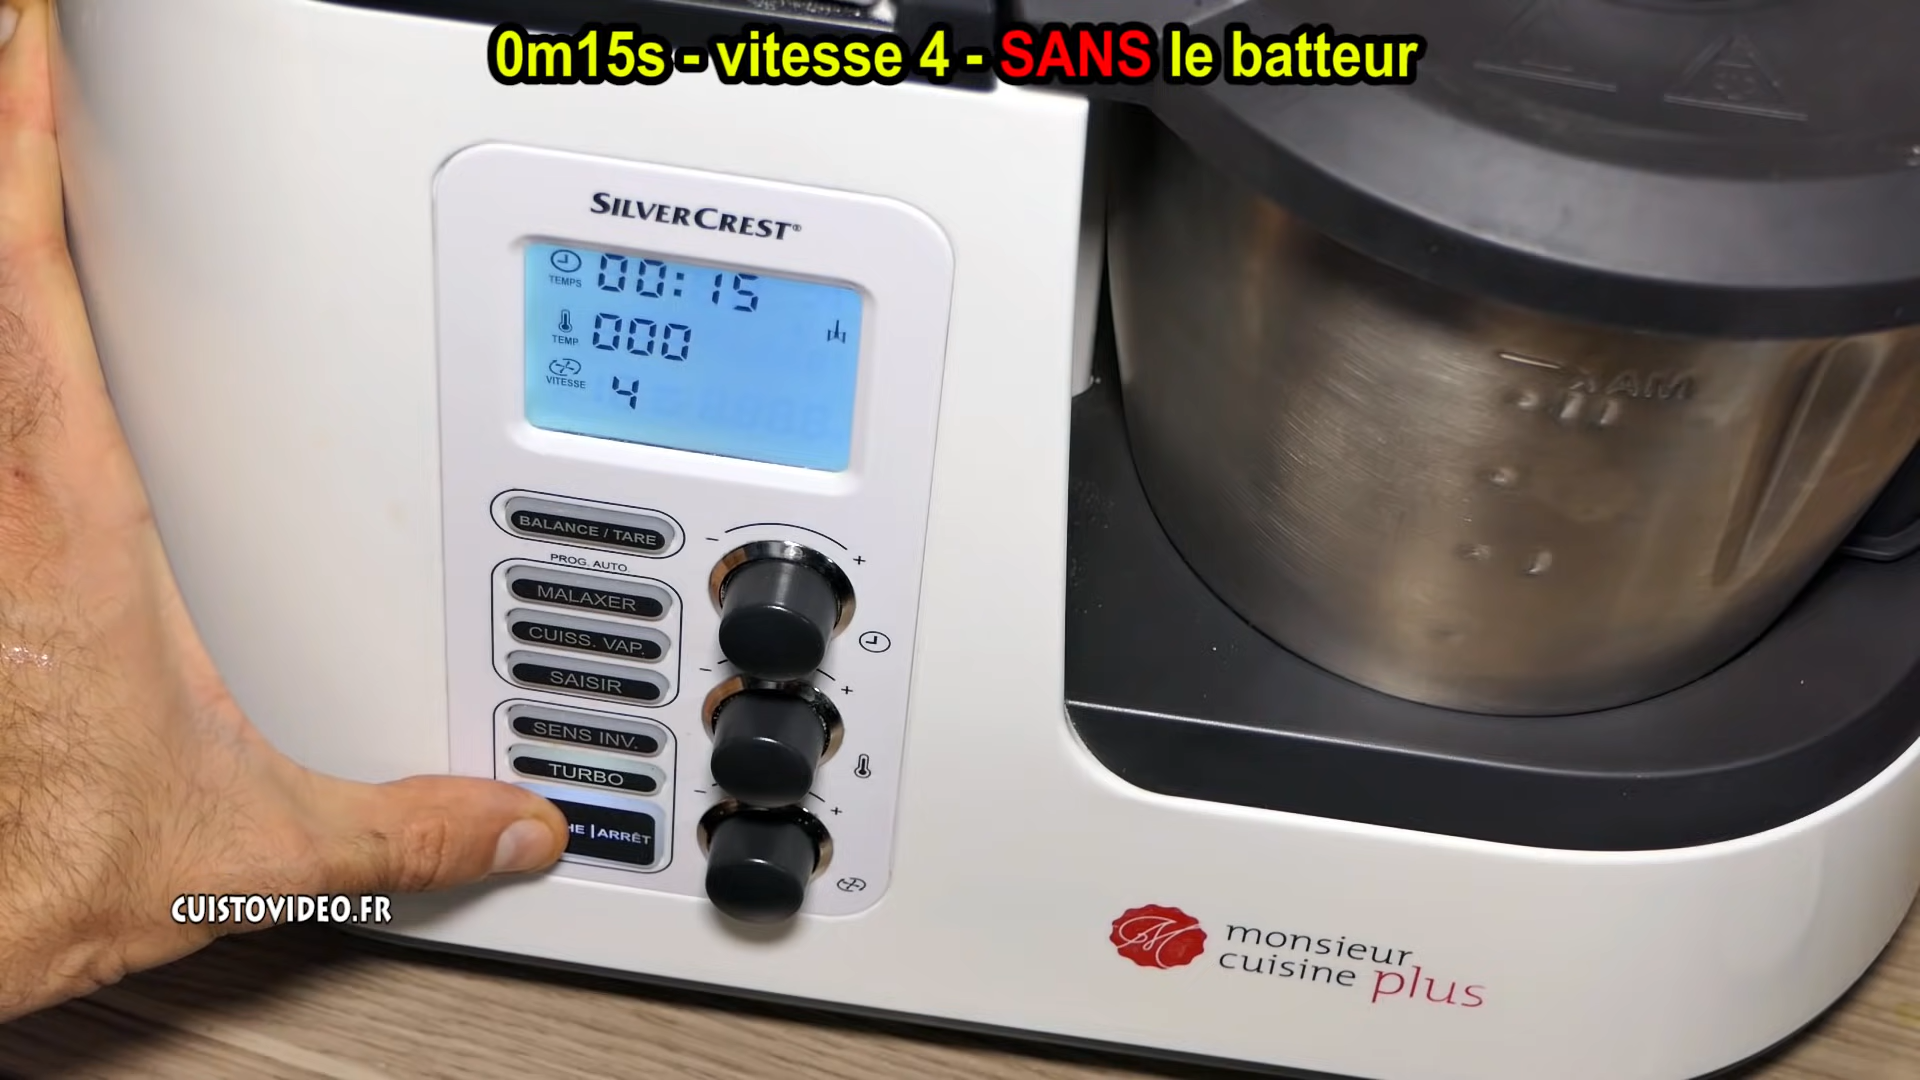 0m15s - vitesse 4 - SANS le batteur
SILVERCREST®
TEMPS 00:15
TEMP. 000
VITESSE 4
BALANCE / TARE
PROG. AUTO
MALAXER
CUISS. VAP.
SAISIR
SENS INV.
TURBO
HE | ARRÊT
CUISTOVIDEO.FR
monsieur
cuisine plus